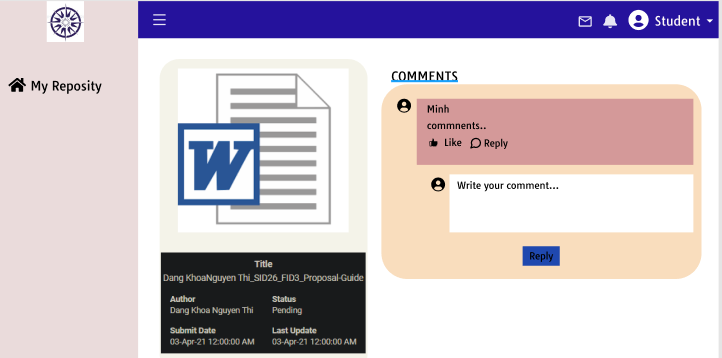 Student
My Reposity
W
COMMENTS
Minh
commnents..
Like Reply
Write your comment...
Reply
Title
Dang KhoaNguyen Thi_SID26_FID3_Proposal-Guide
Author Status
Dang Khoa Nguyen Thi Pending
Submit Date Last Update
03-Apr-21 12:00:00 AM 03-Apr-21 12:00:00 AM